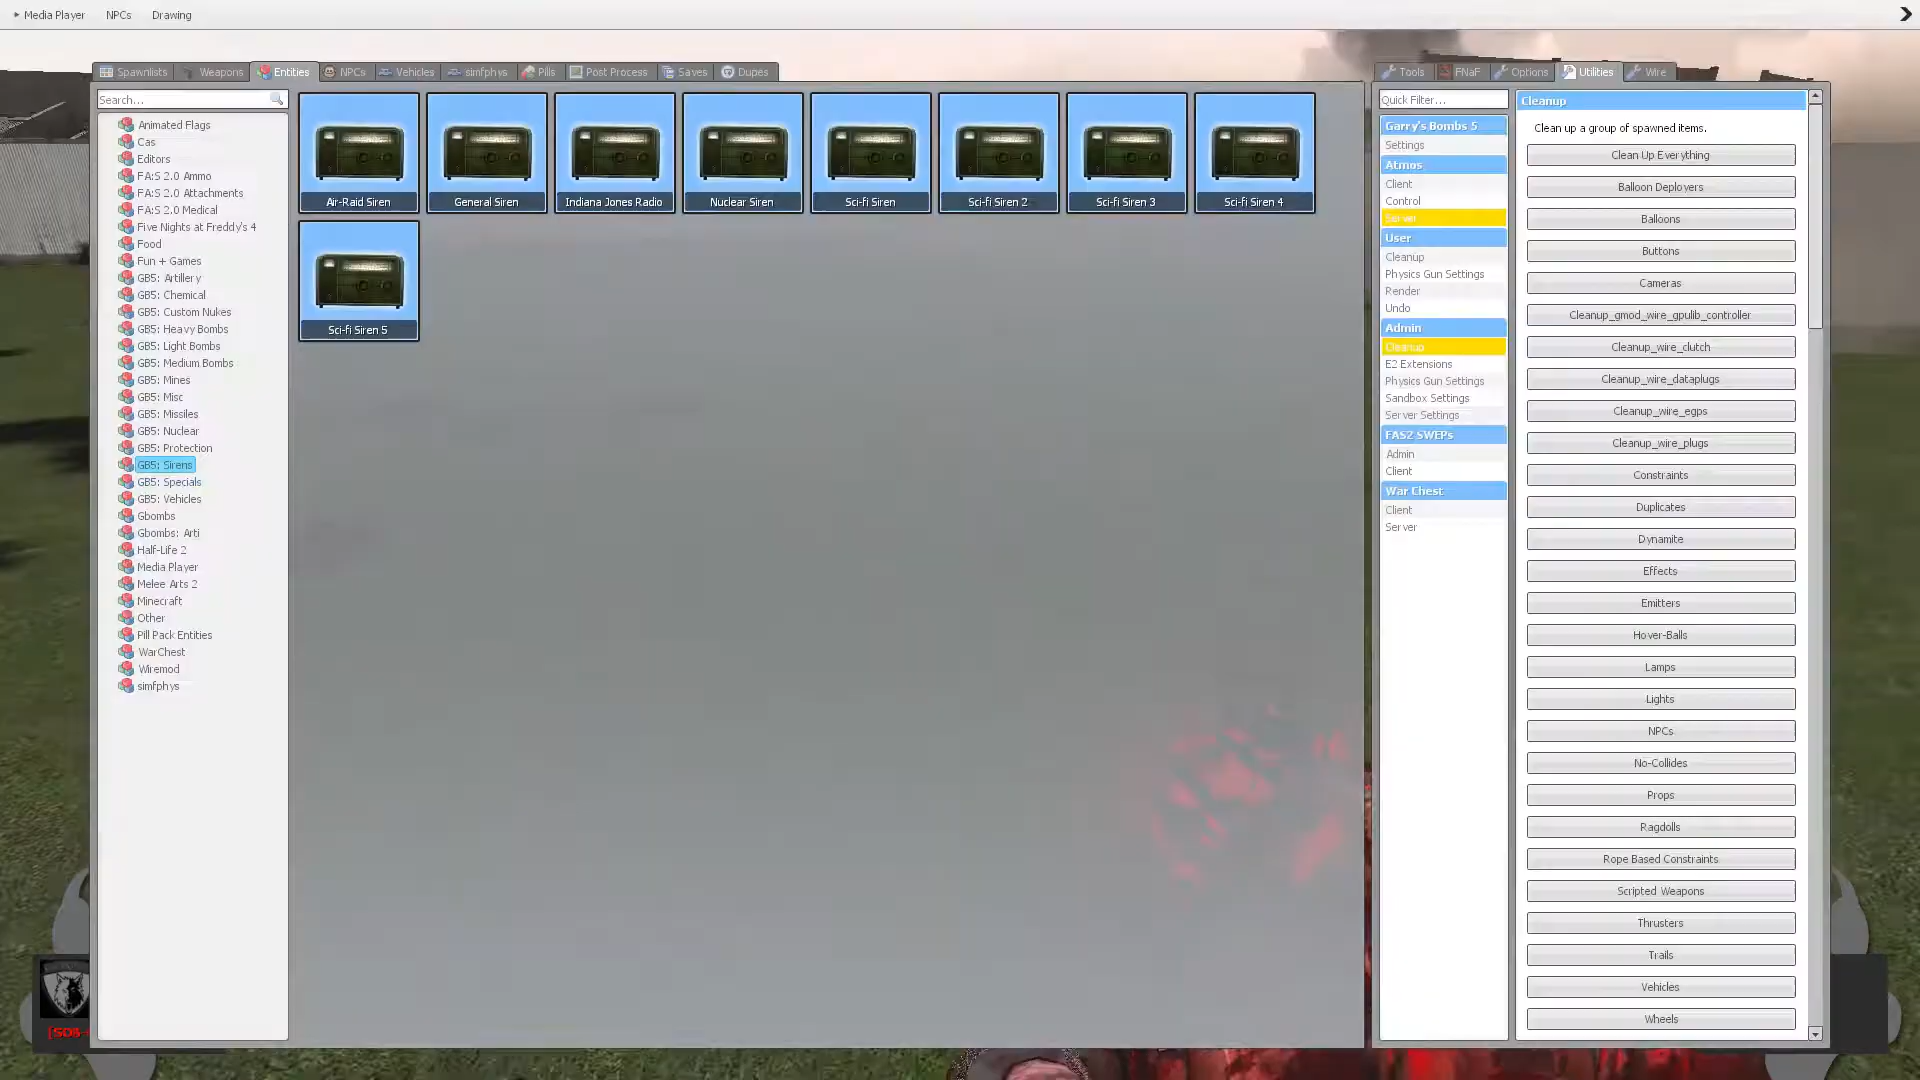 Media Player NPCs Drawing
Spawnlists Weapons Entities NPCs Vehicles simfphys Pills Post Process Saves Dupes
Search...
Animated Flags
Cas
Editors
FA:S 2.0 Ammo
FA:S 2.0 Attachments
FA:S 2.0 Medical
Five Nights at Freddy's 4
Food
Fun + Games
GB5: Artillery
GB5: Chemical
GB5: Custom Nukes
GB5: Heavy Bombs
GB5: Light Bombs
GB5: Medium Bombs
GB5: Mines
GB5: Misc
GB5: Missiles
GB5: Nuclear
GB5: Protection
GB5: Sirens
GB5: Specials
GB5: Vehicles
Gbombs
Gbombs: Arti
Half-Life 2
Media Player
Melee Arts 2
Minecraft
Other
Pill Pack Entities
WarChest
Wiremod
simfphys
Air-Raid Siren
General Siren
Indiana Jones Radio
Nuclear Siren
Sci-fi Siren
Sci-fi Siren 2
Sci-fi Siren 3
Sci-fi Siren 4
Sci-fi Siren 5
Tools FNaF Options Utilities Wire
Quick Filter...
Garry's Bombs 5
Settings
Atmos
Client
Control
Server
User
Cleanup
Physics Gun Settings
Render
Undo
Admin
Cleanup
E2 Extensions
Physics Gun Settings
Sandbox Settings
Server Settings
FAS2 SWEPs
Admin
Client
War Chest
Client
Server
Cleanup
Clean up a group of spawned items.
Clean Up Everything
Balloon Deployers
Balloons
Buttons
Cameras
Cleanup_gmod_wire_gpulib_controller
Cleanup_wire_clutch
Cleanup_wire_dataplugs
Cleanup_wire_egps
Cleanup_wire_plugs
Constraints
Duplicates
Dynamite
Effects
Emitters
Hover-Balls
Lamps
Lights
NPCs
No-Collides
Props
Ragdolls
Rope Based Constraints
Scripted Weapons
Thrusters
Trails
Vehicles
Wheels